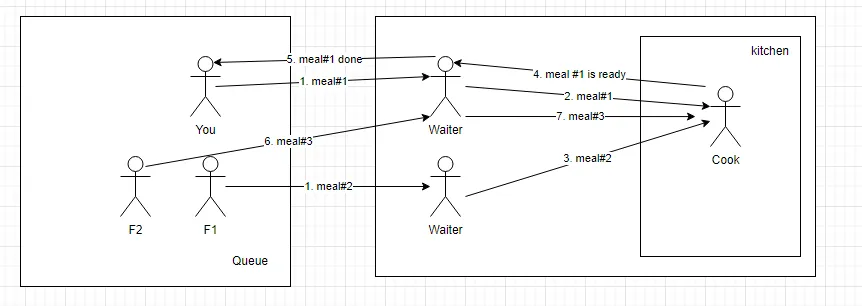 kitchen
5. meal#1 done
4. meal #1 is ready
1. meal#1
2. meal#1
You
Waiter
7. meal#3
6. meal#3
Cook
3. meal#2
1. meal#2
F2
F1
Waiter
Queue